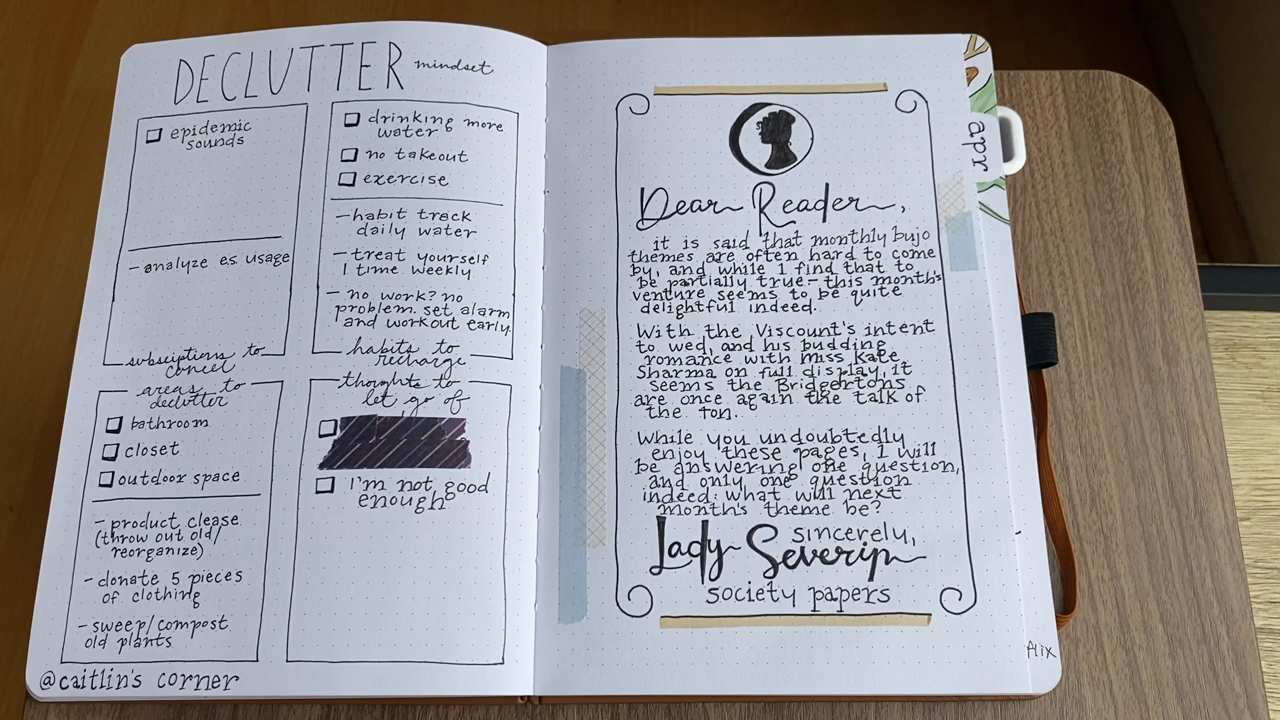 DECLUTTER mindset
epidemic
sounds
- analyze e.s usage
subsciptions to
cancel
drinking more
water
no takeout
exercise
- habit track
daily water
- treat yourself
1 time weekly
- no work? no
problem. set alarm
and workout early.
habits to
recharge
areas to
declutter
bathroom
closet
outdoor space
- product clease
(throw out old/
reorganize)
- donate 5 pieces
of clothing
- sweep/compost
old plants
thoughts to
let go of
I'm not good
enough
@caitlin's corner
Dear Reader,
it is said that monthly bujo
themes are often hard to come
by, and while I find that to
be partially true - this month's
venture seems to be quite
delightful indeed.
With the Viscount's intent
to wed, and his budding
romance with miss Kate
Sharma on full display, it
seems the Bridgertons
are once again the talk of
the ton.
While you undoubtedly
enjoy these pages, I will
be answering one question,
and only one question
indeed: what will next
month's theme be?
sincerely,
Lady Severin
society papers
apr
Alix